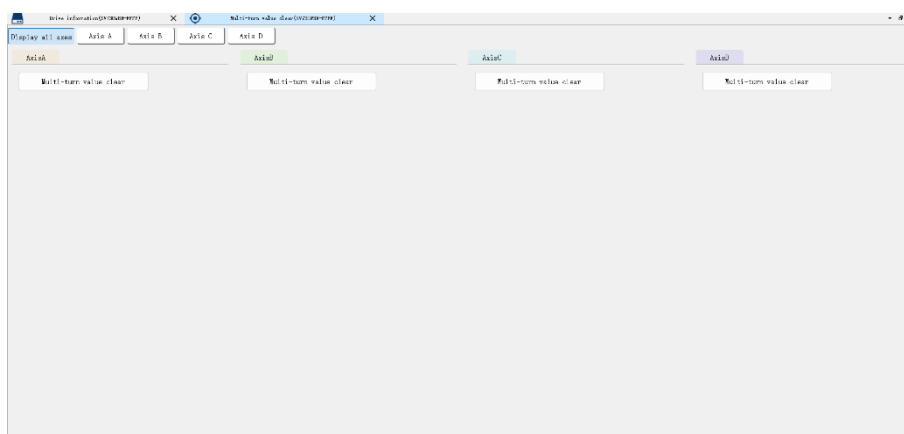 Drive information
Multi-turn value clear
Display all axes
Axis A
Axis B
Axis C
Axis D
AxisA
AxisB
AxisC
AxisD
Multi-turn value clear
Multi-turn value clear
Multi-turn value clear
Multi-turn value clear